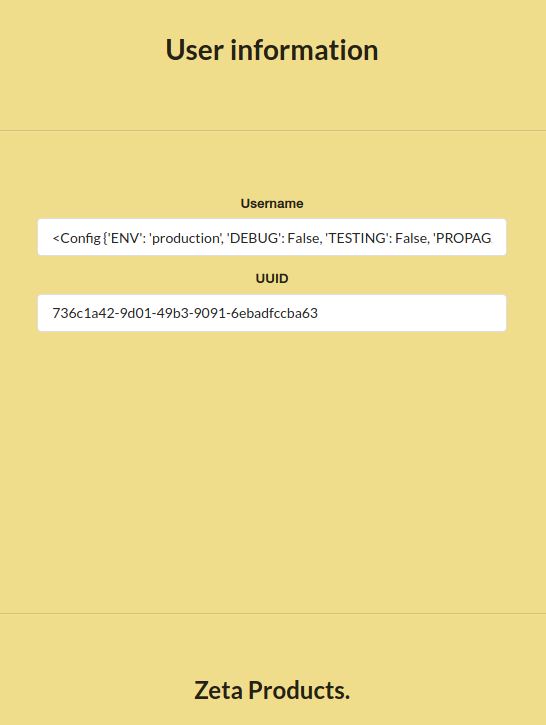 User information
Username
<Config {'ENV': 'production', 'DEBUG': False, 'TESTING': False, 'PROPAG
UUID
736c1a42-9d01-49b3-9091-6ebadfccba63
Zeta Products.